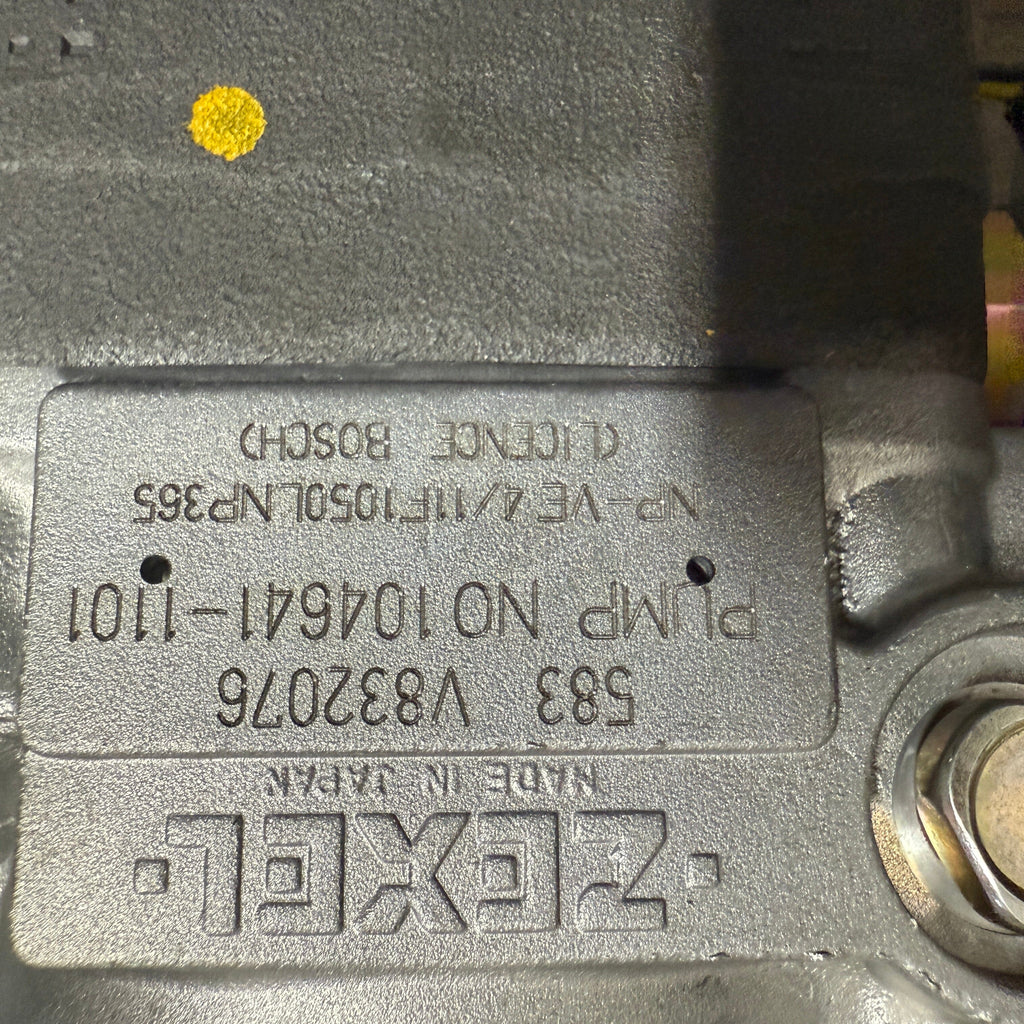 ZEXEL
MADE IN JAPAN
583 V832076
PUMP NO 104641-1101
NP-VE4/11F1050LNP365
(LICENCE BOSCH)